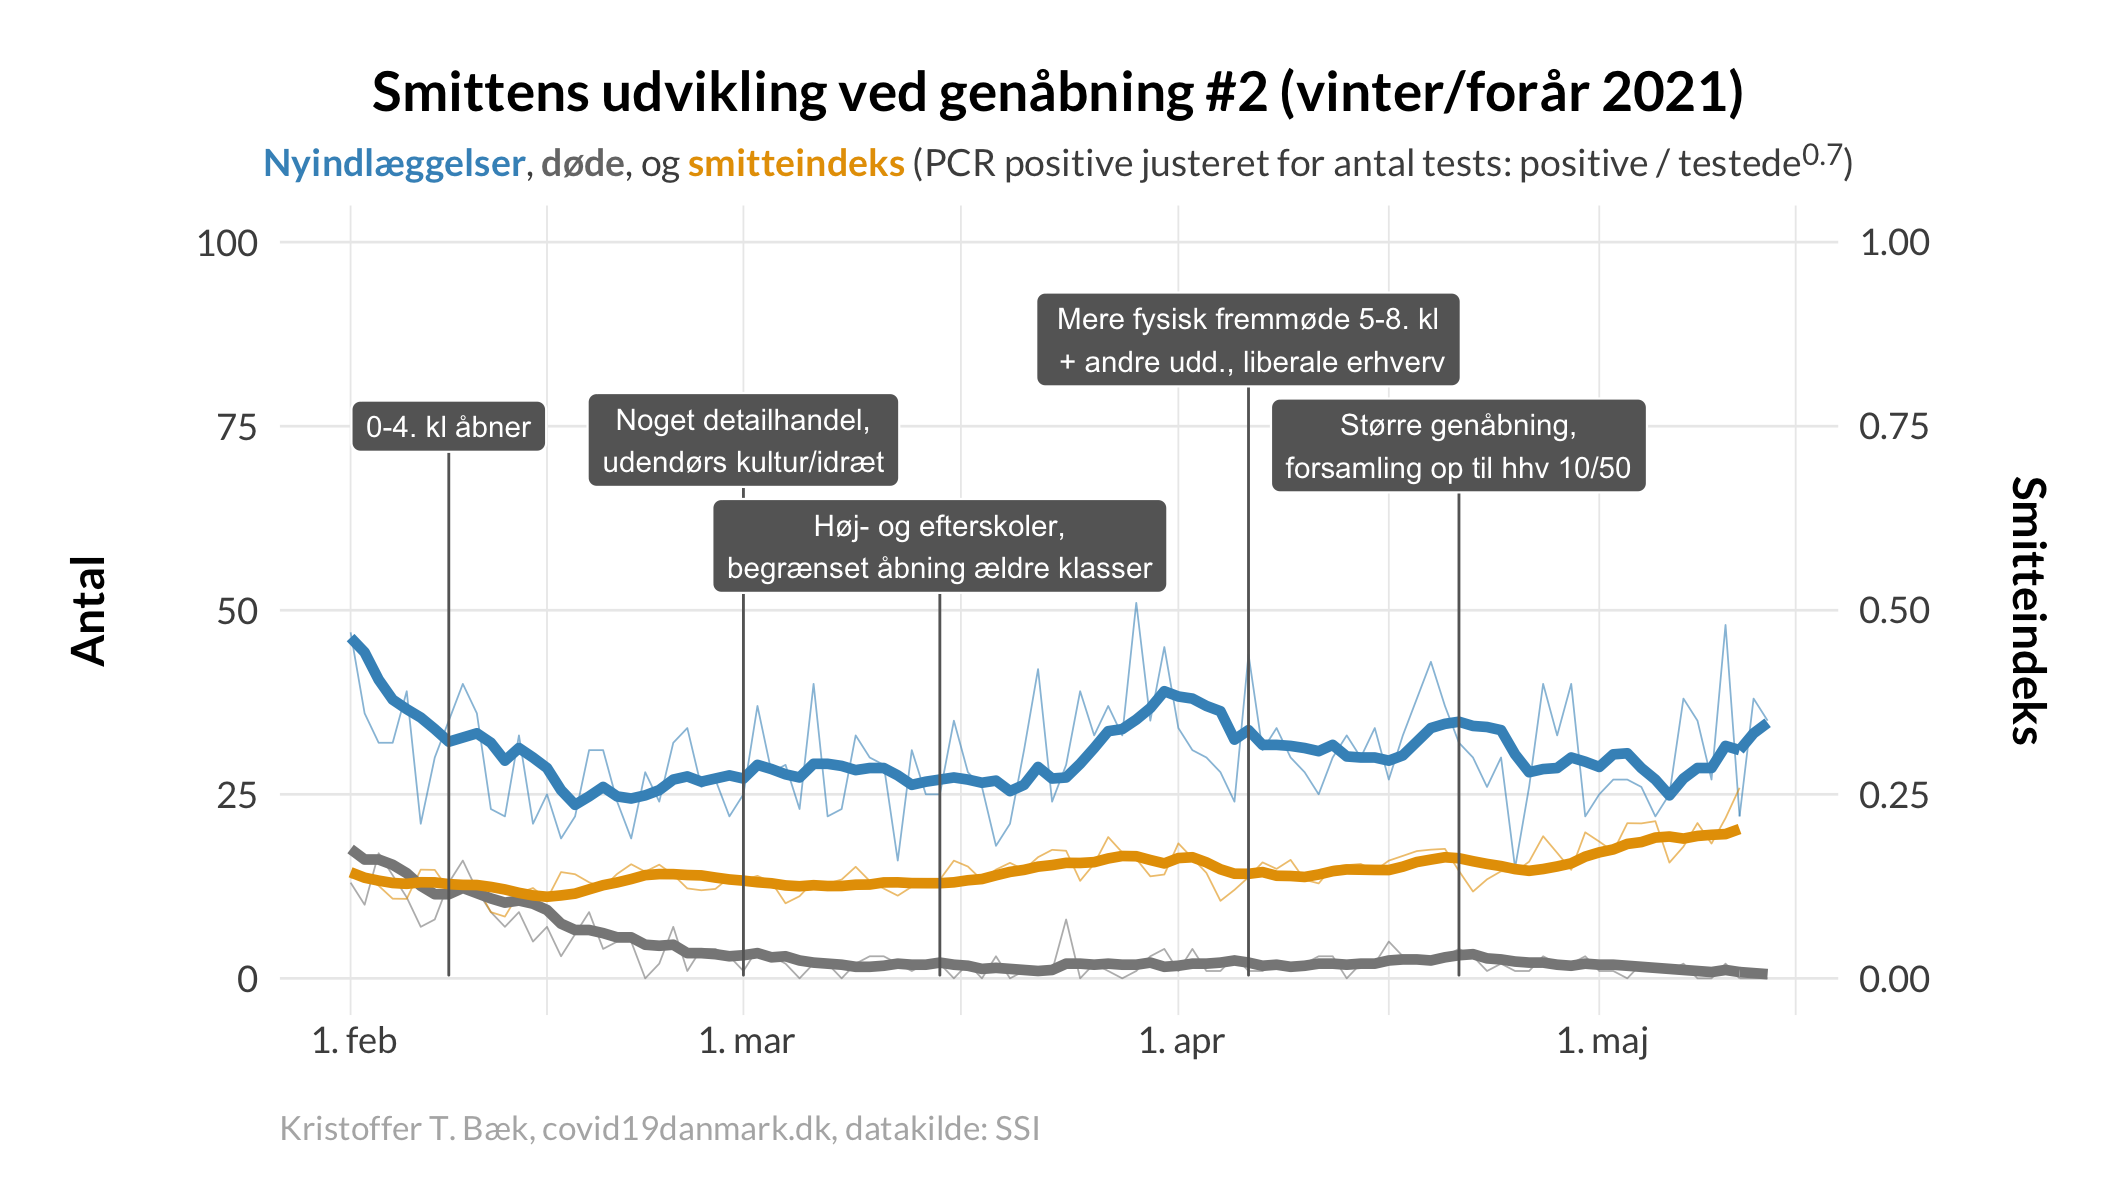 Smittens udvikling ved genåbning #2 (vinter/forår 2021)
Nyindlæggelser, døde, og smitteindeks (PCR positive justeret for antal tests: positive / testede^0.7)
100
75
50
25
0
Antal
1.00
0.75
0.50
0.25
0.00
Smitteindeks
0-4. kl åbner
Noget detailhandel,
udendørs kultur/idræt
Høj- og efterskoler,
begrænset åbning ældre klasser
Mere fysisk fremmøde 5-8. kl
+ andre udd., liberale erhverv
Større genåbning,
forsamling op til hhv 10/50
1. feb
1. mar
1. apr
1. maj
Kristoffer T. Bæk, covid19danmark.dk, datakilde: SSI